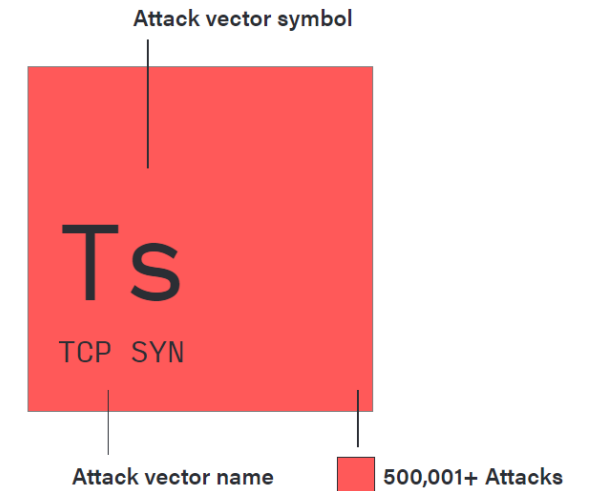 Attack vector symbol
Ts
TCP SYN
Attack vector name
500,001+ Attacks